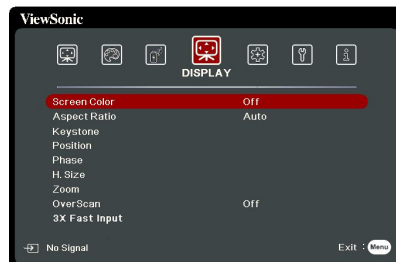 ViewSonic
DISPLAY
Screen Color Off
Aspect Ratio Auto
Keystone
Position
Phase
H. Size
Zoom
OverScan Off
3X Fast Input
No Signal Exit : Menu